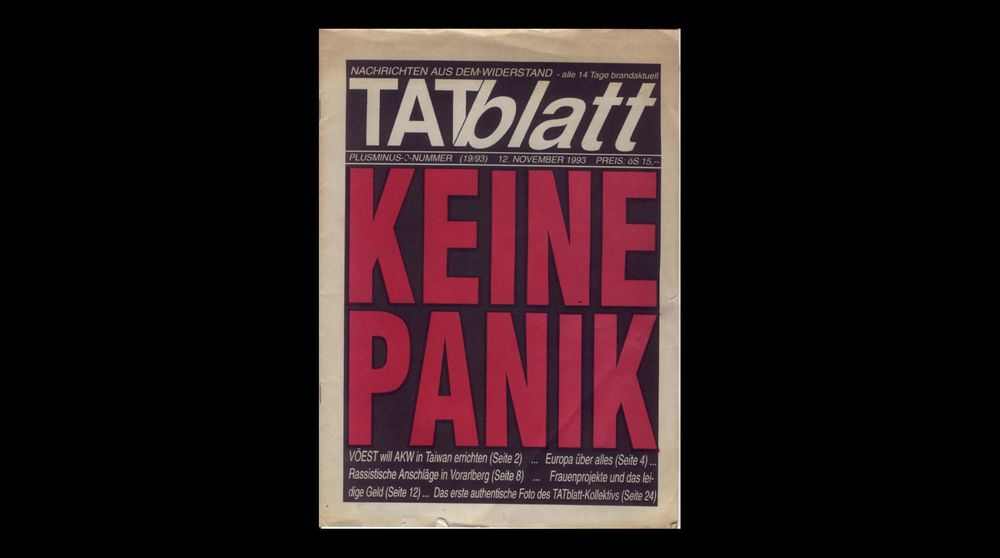 NACHRICHTEN AUS DEM WIDERSTAND - alle 14 Tage brandaktuell
TATblatt
PLUSMINUS-0-NUMMER (19/93) 12. NOVEMBER 1993 PREIS: öS 15,--
KEINE
PANIK
VÖEST will AKW in Taiwan errichten (Seite 2) ... Europa über alles (Seite 4) ...
Rassistische Anschläge in Vorarlberg (Seite 8) ... Frauenprojekte und das lei-
dige Geld (Seite 12) ... Das erste authentische Foto des TATblatt-Kollektivs (Seite 24)